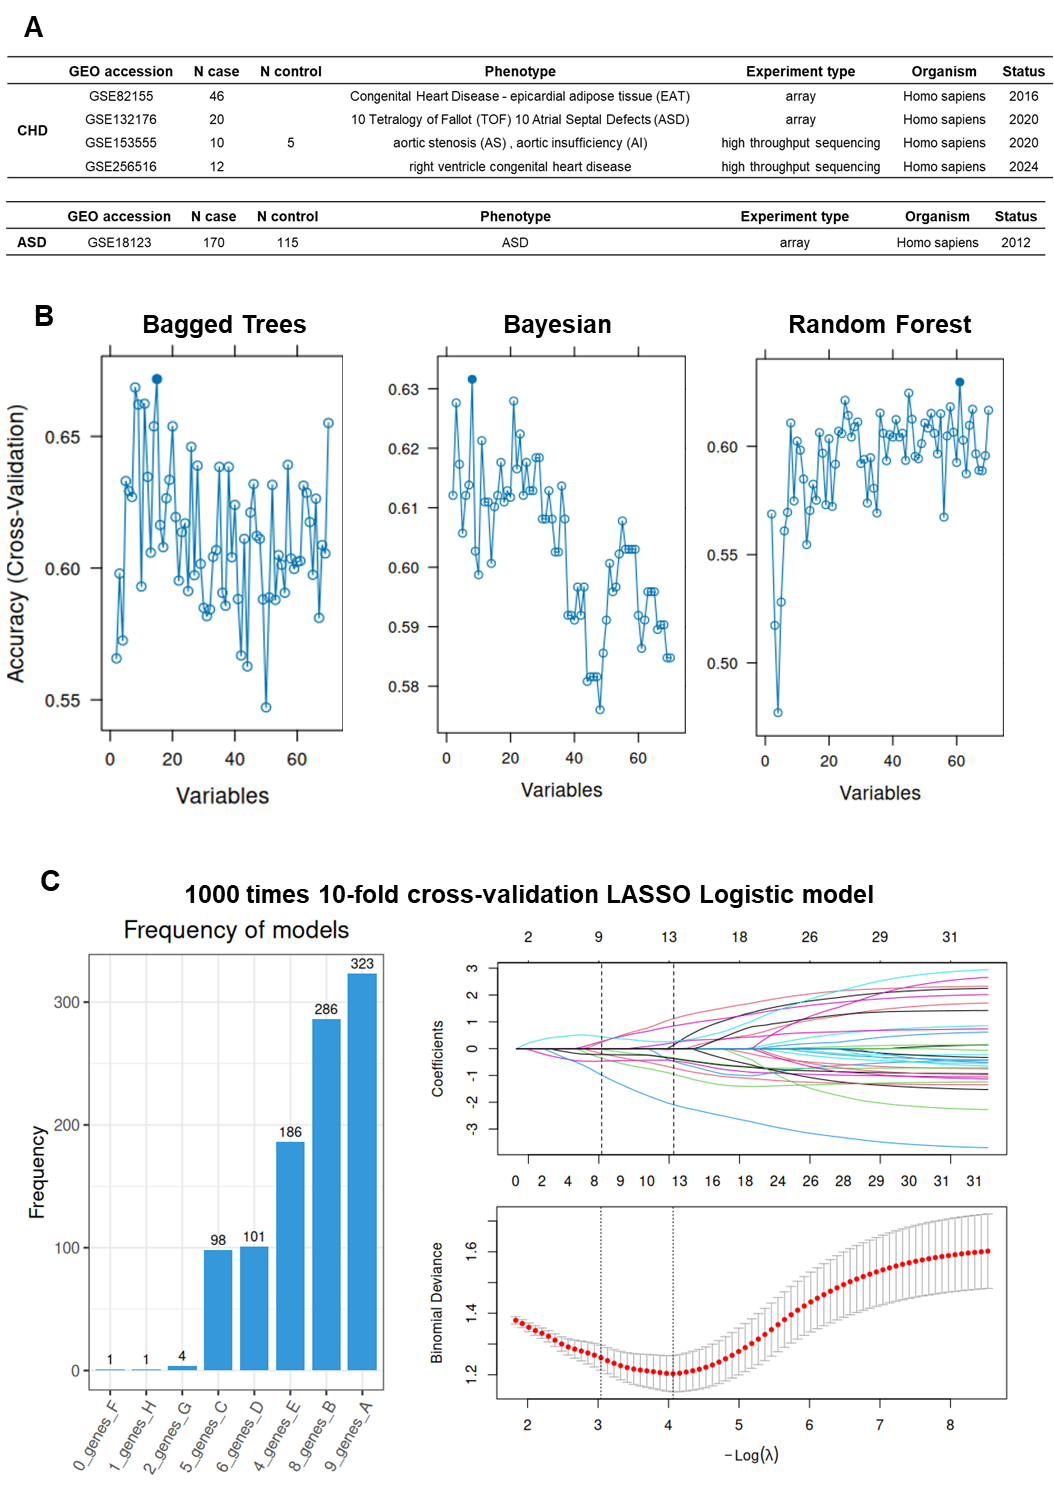 A
GEO accession N case N control Phenotype Experiment type Organism Status
CHD
GSE82155 46 Congenital Heart Disease - epicardial adipose tissue (EAT) array Homo sapiens 2016
GSE132176 20 10 Tetralogy of Fallot (TOF) 10 Atrial Septal Defects (ASD) array Homo sapiens 2020
GSE153555 10 5 aortic stenosis (AS) , aortic insufficiency (AI) high throughput sequencing Homo sapiens 2020
GSE256516 12 right ventricle congenital heart disease high throughput sequencing Homo sapiens 2024
GEO accession N case N control Phenotype Experiment type Organism Status
ASD GSE18123 170 115 ASD array Homo sapiens 2012
B
Bagged Trees Bayesian Random Forest
Accuracy (Cross-Validation)
0.65
0.60
0.55
0 20 40 60
Variables
0.63
0.62
0.61
0.60
0.59
0.58
0 20 40 60
Variables
0.60
0.55
0.50
0 20 40 60
Variables
C
1000 times 10-fold cross-validation LASSO Logistic model
Frequency of models
Frequency
300
200
100
0
1 1 4 98 101 186 286 323
0_genes_F 1_genes_H 2_genes_G 5_genes_C 6_genes_D 4_genes_E 8_genes_B 9_genes_A
2 9 13 18 26 29 31
Coefficients
3
2
1
0
-1
-2
-3
0 2 4 8 9 10 13 16 18 24 26 28 29 30 31 31
Binomial Deviance
1.6
1.4
1.2
2 3 4 5 6 7 8
−Log(λ)